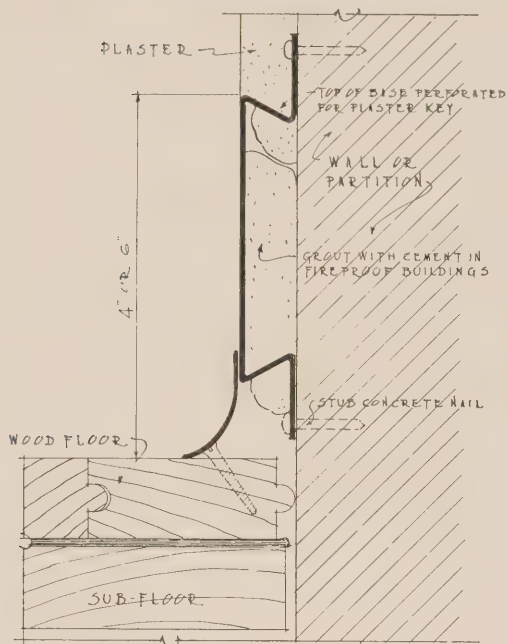 PLASTER
TOP OF BASE PERFORATED
FOR PLASTER KEY
WALL OR
PARTITION
4" OR 6"
GROUT WITH CEMENT IN
FIREPROOF BUILDINGS
STUB CONCRETE NAIL
WOOD FLOOR
SUB-FLOOR